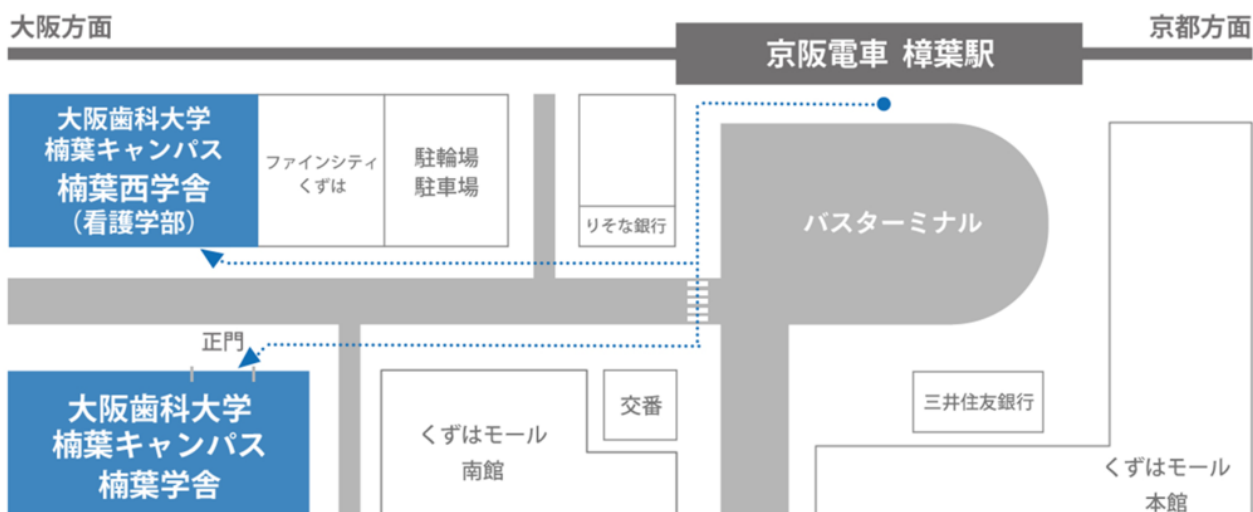 大阪方面
京都方面
京阪電車 樟葉駅
大阪歯科大学
楠葉キャンパス
楠葉西学舎
（看護学部）
ファインシティ
くずは
駐輪場
駐車場
りそな銀行
バスターミナル
正門
大阪歯科大学
楠葉キャンパス
楠葉学舎
くずはモール
南館
交番
三井住友銀行
くずはモール
本館